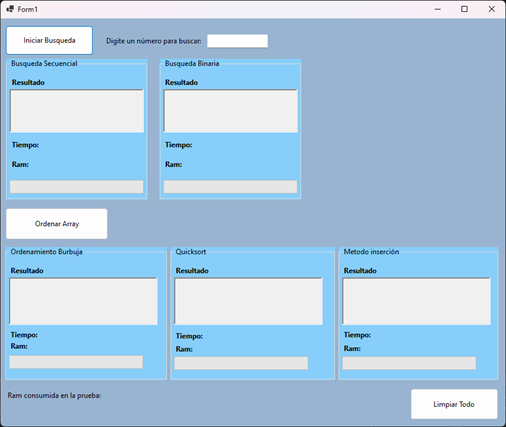 Form1
Iniciar Busqueda
Digite un número para buscar:
Busqueda Secuencial
Busqueda Binaria
Resultado
Resultado
Tiempo:
Tiempo:
Ram:
Ram:
Ordenar Array
Ordenamiento Burbuja
Quicksort
Metodo inserción
Resultado
Resultado
Resultado
Tiempo:
Tiempo:
Tiempo:
Ram:
Ram:
Ram:
Ram consumida en la prueba:
Limpiar Todo